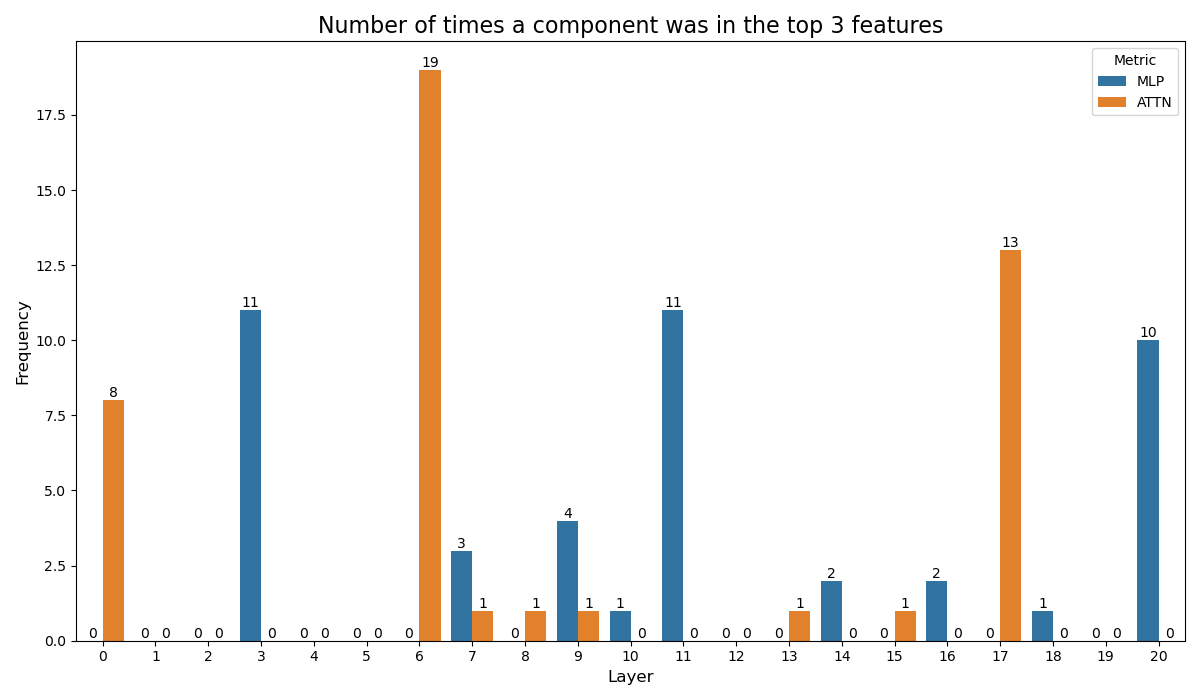 Number of times a component was in the top 3 features
Metric
MLP
ATTN
Frequency
17.5
15.0
12.5
10.0
7.5
5.0
2.5
0.0
0 8 0 0 0 0 11 0 0 0 0 0 0 19 3 1 0 1 4 1 1 0 11 0 0 0 0 1 2 0 0 1 2 0 0 13 1 0 0 0 10 0
0 1 2 3 4 5 6 7 8 9 10 11 12 13 14 15 16 17 18 19 20
Layer